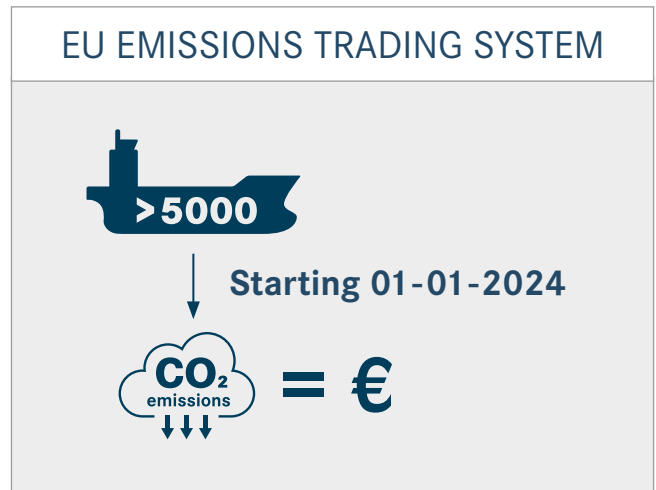 EU EMISSIONS TRADING SYSTEM
>5000
Starting 01-01-2024
CO₂
emissions
= €